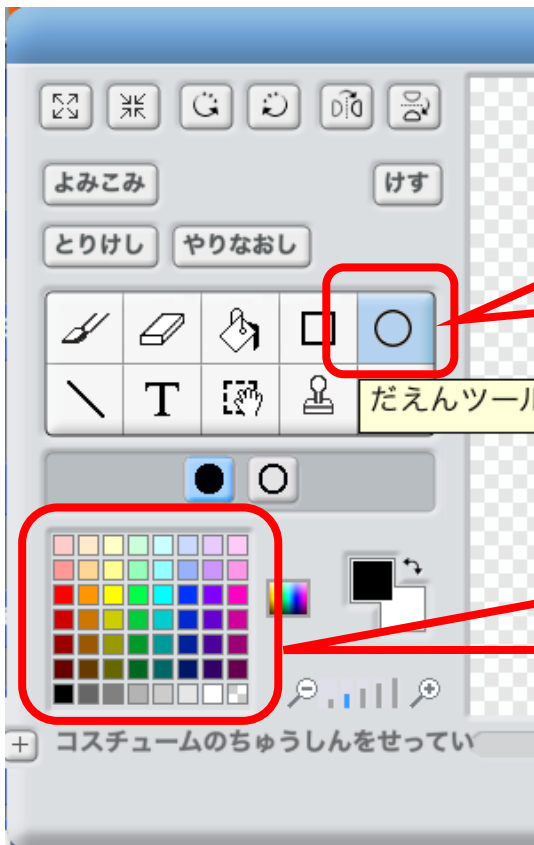 よみこみ
けす
とりけし
やりなおし
T
だえんツール
コスチュームのちゅうしんをせってい